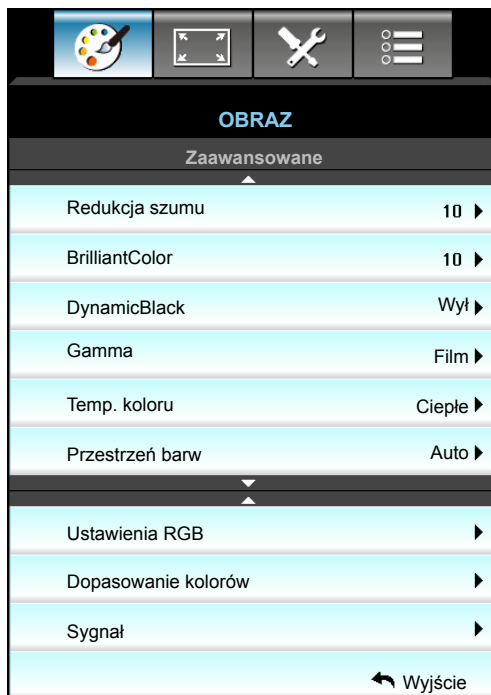 OBRAZ
Zaawansowane
Redukcja szumu 10
BrilliantColor 10
DynamicBlack Wył
Gamma Film
Temp. koloru Ciepłe
Przestrzeń barw Auto
Ustawienia RGB
Dopasowanie kolorów
Sygnał
Wyjście